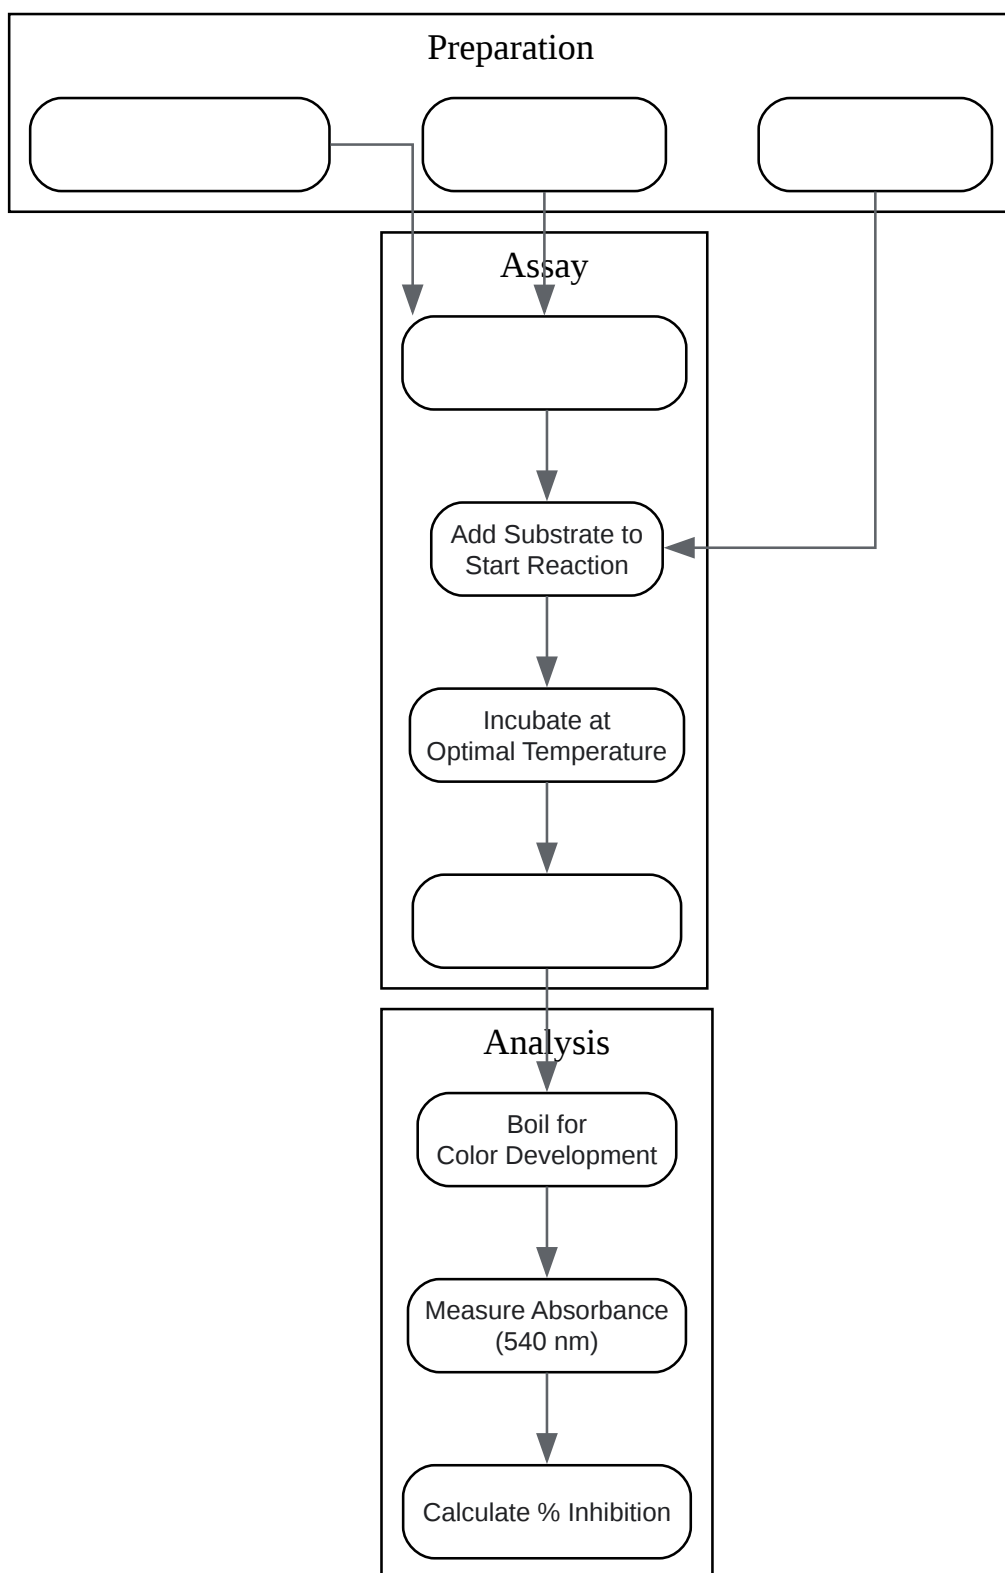 Preparation
Assay
Add Substrate to
Start Reaction
Incubate at
Optimal Temperature
Analysis
Boil for
Color Development
Measure Absorbance
(540 nm)
Calculate % Inhibition